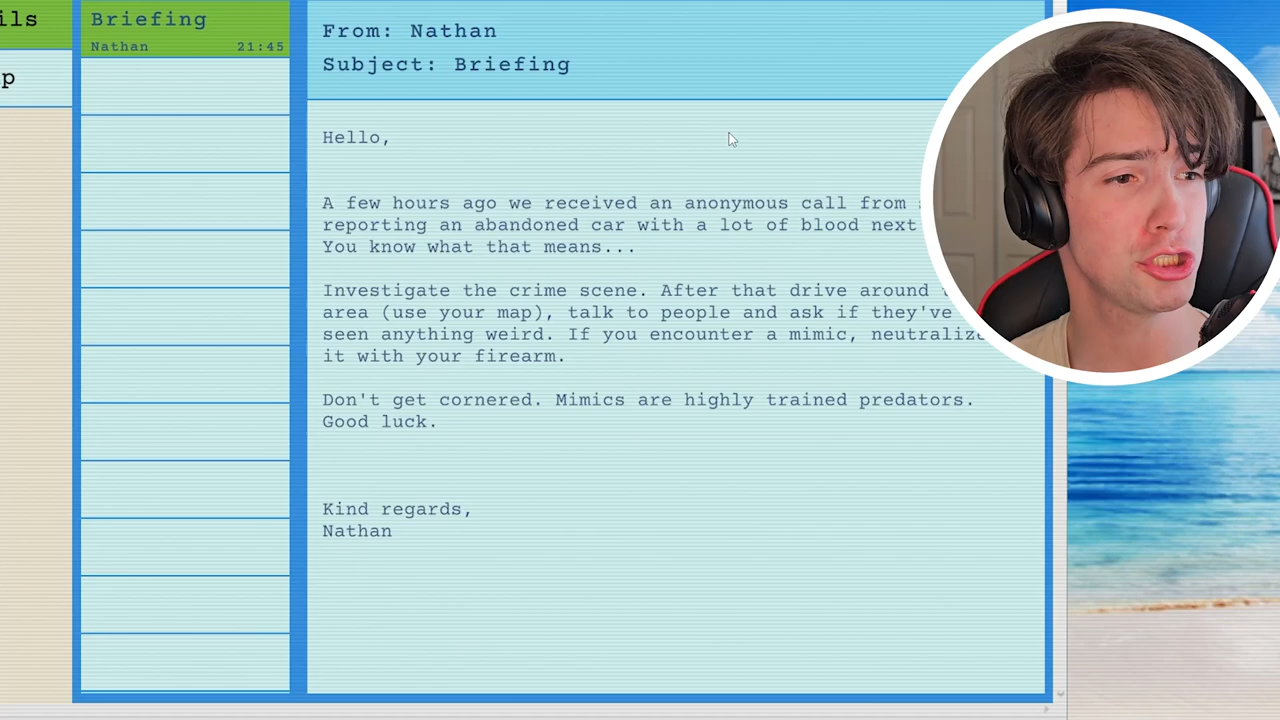 ils
p
Briefing
Nathan 21:45
From: Nathan
Subject: Briefing
Hello,
A few hours ago we received an anonymous call from
reporting an abandoned car with a lot of blood next
You know what that means...
Investigate the crime scene. After that drive around
area (use your map), talk to people and ask if they've
seen anything weird. If you encounter a mimic, neutralize
it with your firearm.
Don't get cornered. Mimics are highly trained predators.
Good luck.
Kind regards,
Nathan